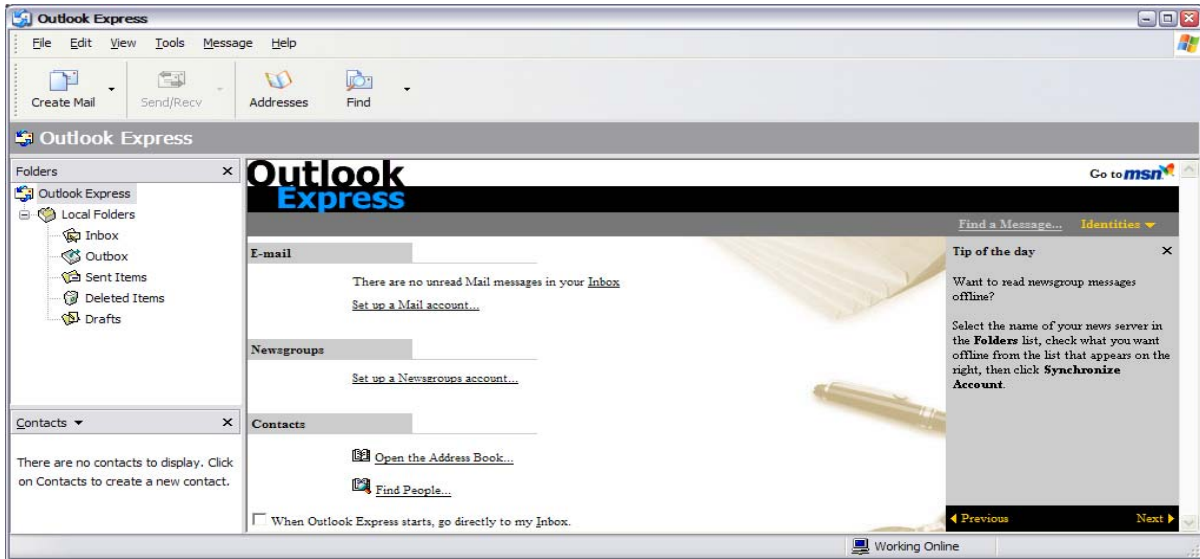 Outlook Express
File Edit View Tools Message Help
Create Mail Send/Recv Addresses Find
Outlook Express
Folders
Outlook Express
Local Folders
Inbox
Outbox
Sent Items
Deleted Items
Drafts
Contacts
There are no contacts to display. Click
on Contacts to create a new contact.
Outlook
Express
Go to msn
Find a Message... Identities
E-mail
There are no unread Mail messages in your Inbox
Set up a Mail account...
Newsgroups
Set up a Newsgroups account...
Contacts
Open the Address Book...
Find People...
When Outlook Express starts, go directly to my Inbox.
Tip of the day
Want to read newsgroup messages
offline?
Select the name of your news server in
the Folders list, check what you want
offline from the list that appears on the
right, then click Synchronize
Account.
Previous Next
Working Online